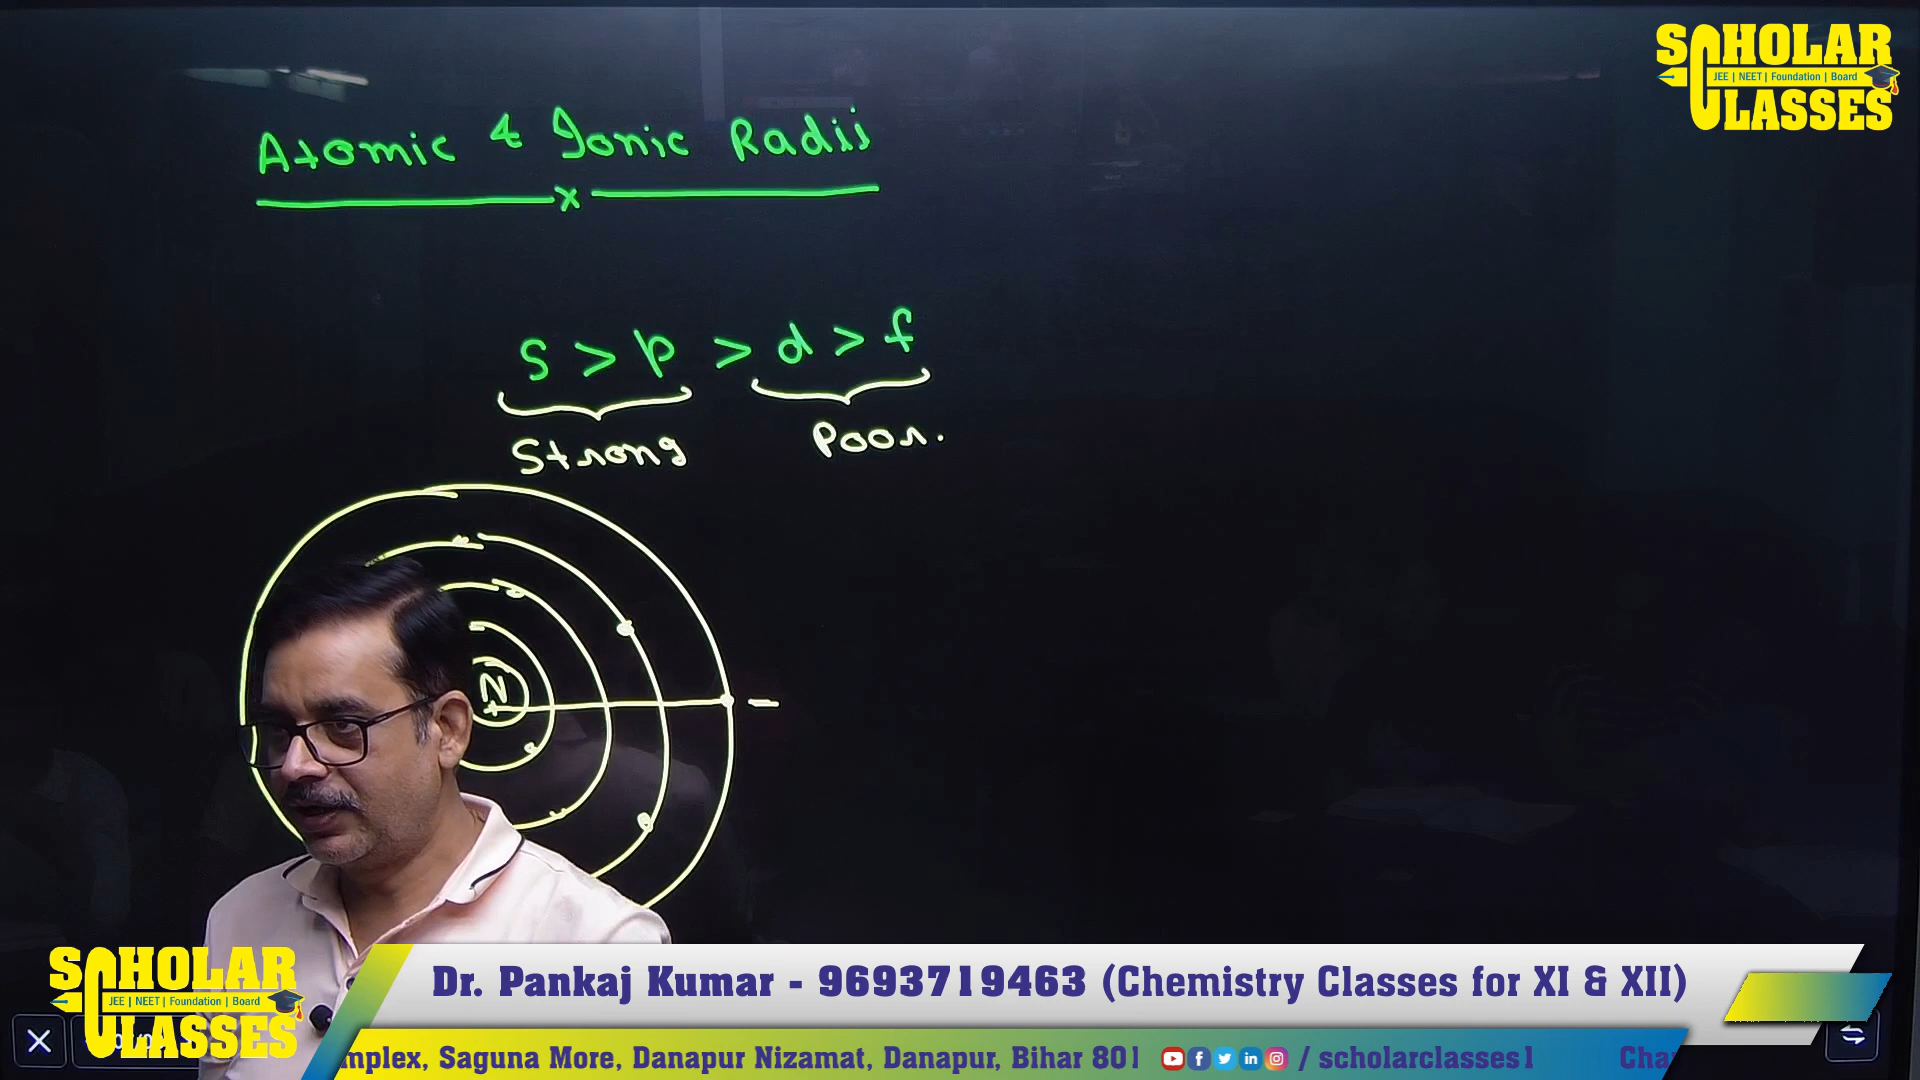 SCHOLAR
JEE | NEET | Foundation | Board
CLASSES
Atomic & Ionic Radii
x
s > p > d > f
Strong
Poor.
N
+
-
SCHOLAR
JEE | NEET | Foundation | Board
CLASSES
Dr. Pankaj Kumar - 9693719463 (Chemistry Classes for XI & XII)
mplex, Saguna More, Danapur Nizamat, Danapur, Bihar 801 / scholarclasses1